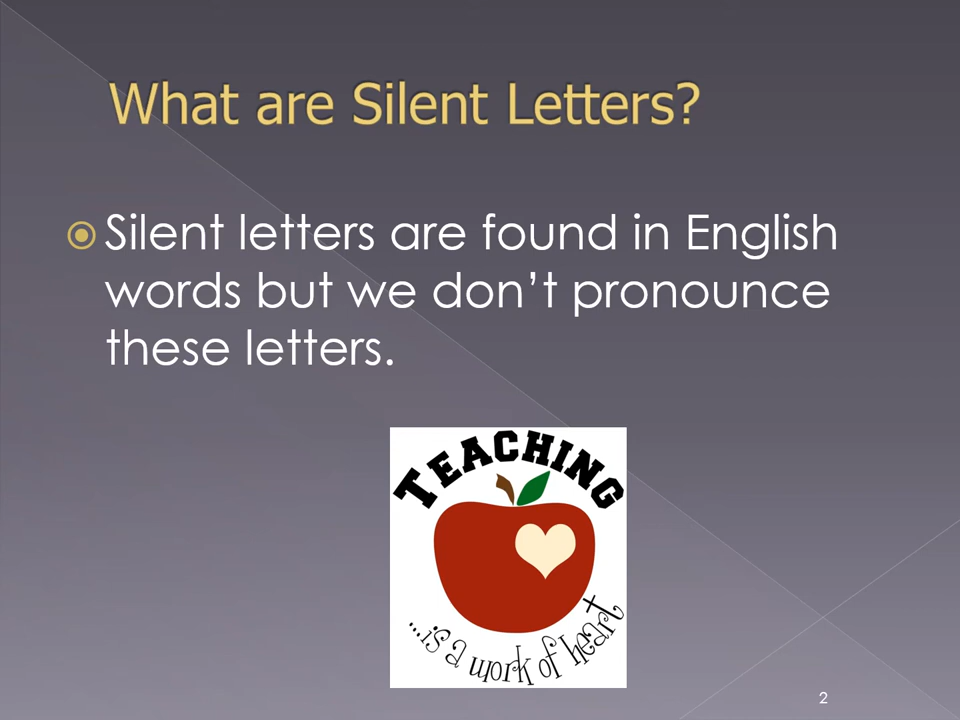 What are Silent Letters?
Silent letters are found in English
words but we don’t pronounce
these letters.
TEACHING
....is a work of heart
2